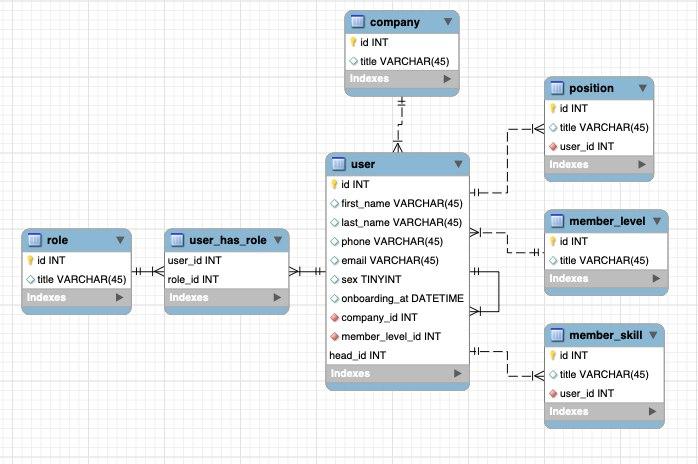 company
id INT
title VARCHAR(45)
Indexes
position
id INT
title VARCHAR(45)
user_id INT
Indexes
user
id INT
first_name VARCHAR(45)
last_name VARCHAR(45)
phone VARCHAR(45)
email VARCHAR(45)
sex TINYINT
onboarding_at DATETIME
company_id INT
member_level_id INT
head_id INT
Indexes
role
id INT
title VARCHAR(45)
Indexes
user_has_role
user_id INT
role_id INT
Indexes
member_level
id INT
title VARCHAR(45)
Indexes
member_skill
id INT
title VARCHAR(45)
user_id INT
Indexes